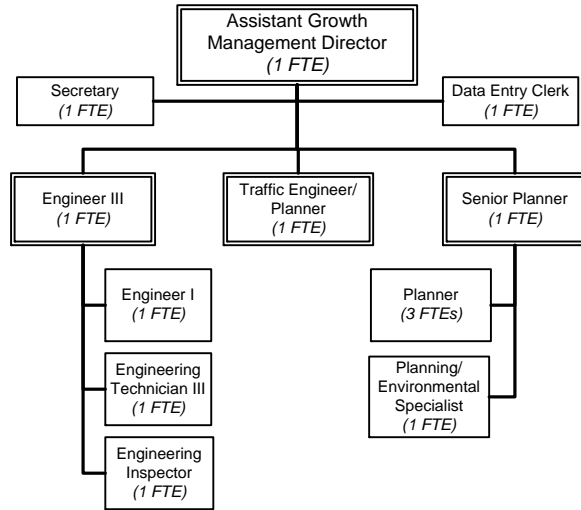 Assistant Growth
Management Director
(1 FTE)
Secretary
(1 FTE)
Data Entry Clerk
(1 FTE)
Engineer III
(1 FTE)
Traffic Engineer/
Planner
(1 FTE)
Senior Planner
(1 FTE)
Engineer I
(1 FTE)
Engineering
Technician III
(1 FTE)
Engineering
Inspector
(1 FTE)
Planner
(3 FTEs)
Planning/
Environmental
Specialist
(1 FTE)